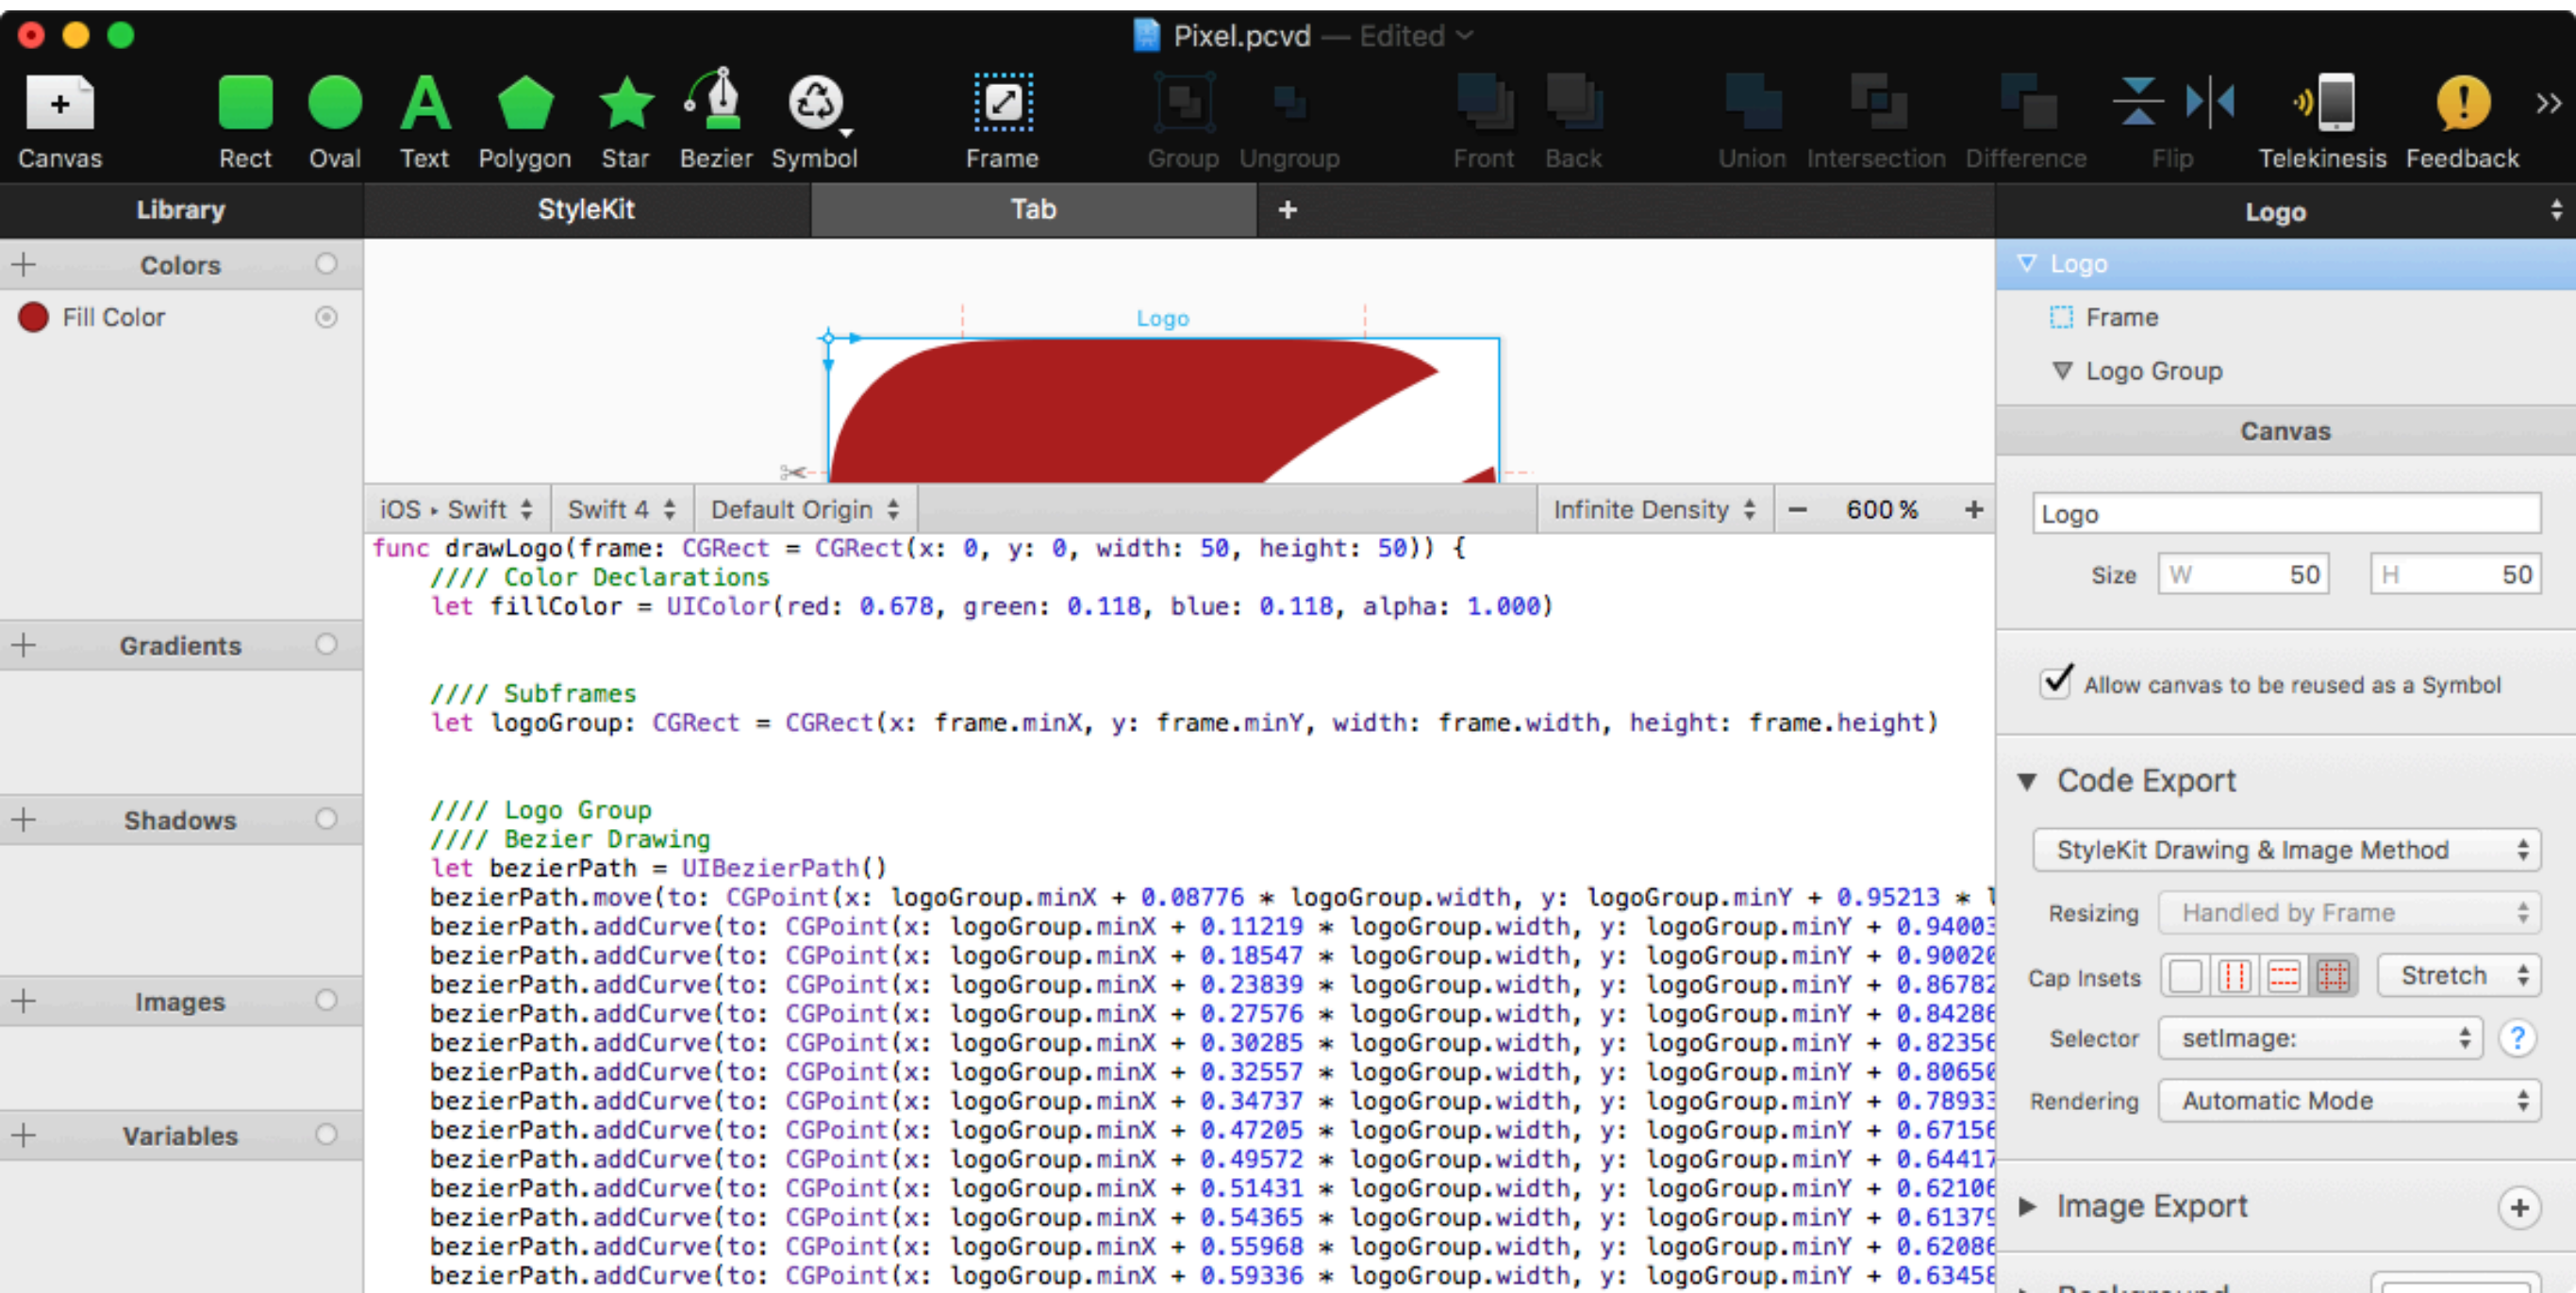 Pixel.pcvd — Edited
Canvas Rect Oval Text Polygon Star Bezier Symbol Frame Group Ungroup Front Back Union Intersection Difference Flip Telekinesis Feedback
Library
StyleKit
Tab
+
Logo
Colors
Fill Color
Gradients
Shadows
Images
Variables
Logo
iOS ▸ Swift
Swift 4
Default Origin
Infinite Density
− 600 % +
func drawLogo(frame: CGRect = CGRect(x: 0, y: 0, width: 50, height: 50)) {
//// Color Declarations
let fillColor = UIColor(red: 0.678, green: 0.118, blue: 0.118, alpha: 1.000)
//// Subframes
let logoGroup: CGRect = CGRect(x: frame.minX, y: frame.minY, width: frame.width, height: frame.height)
//// Logo Group
//// Bezier Drawing
let bezierPath = UIBezierPath()
bezierPath.move(to: CGPoint(x: logoGroup.minX + 0.08776 * logoGroup.width, y: logoGroup.minY + 0.95213 * l
bezierPath.addCurve(to: CGPoint(x: logoGroup.minX + 0.11219 * logoGroup.width, y: logoGroup.minY + 0.94003
bezierPath.addCurve(to: CGPoint(x: logoGroup.minX + 0.18547 * logoGroup.width, y: logoGroup.minY + 0.90020
bezierPath.addCurve(to: CGPoint(x: logoGroup.minX + 0.23839 * logoGroup.width, y: logoGroup.minY + 0.86782
bezierPath.addCurve(to: CGPoint(x: logoGroup.minX + 0.27576 * logoGroup.width, y: logoGroup.minY + 0.84286
bezierPath.addCurve(to: CGPoint(x: logoGroup.minX + 0.30285 * logoGroup.width, y: logoGroup.minY + 0.82356
bezierPath.addCurve(to: CGPoint(x: logoGroup.minX + 0.32557 * logoGroup.width, y: logoGroup.minY + 0.80650
bezierPath.addCurve(to: CGPoint(x: logoGroup.minX + 0.34737 * logoGroup.width, y: logoGroup.minY + 0.78933
bezierPath.addCurve(to: CGPoint(x: logoGroup.minX + 0.47205 * logoGroup.width, y: logoGroup.minY + 0.67156
bezierPath.addCurve(to: CGPoint(x: logoGroup.minX + 0.49572 * logoGroup.width, y: logoGroup.minY + 0.64417
bezierPath.addCurve(to: CGPoint(x: logoGroup.minX + 0.51431 * logoGroup.width, y: logoGroup.minY + 0.62106
bezierPath.addCurve(to: CGPoint(x: logoGroup.minX + 0.54365 * logoGroup.width, y: logoGroup.minY + 0.61379
bezierPath.addCurve(to: CGPoint(x: logoGroup.minX + 0.55968 * logoGroup.width, y: logoGroup.minY + 0.62086
bezierPath.addCurve(to: CGPoint(x: logoGroup.minX + 0.59336 * logoGroup.width, y: logoGroup.minY + 0.63458
Logo
Frame
Logo Group
Canvas
Logo
Size W 50 H 50
Allow canvas to be reused as a Symbol
Code Export
StyleKit Drawing & Image Method
Resizing Handled by Frame
Cap Insets Stretch
Selector setImage: ?
Rendering Automatic Mode
Image Export